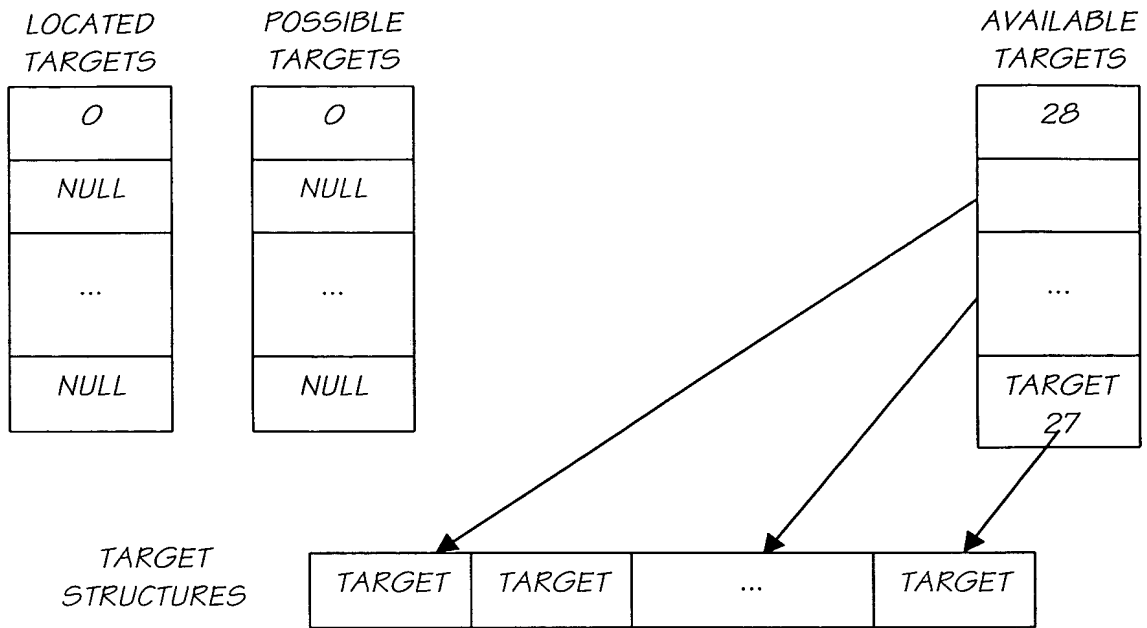 LOCATED
TARGETS
0
NULL
...
NULL
POSSIBLE
TARGETS
0
NULL
...
NULL
AVAILABLE
TARGETS
28
...
TARGET
27
TARGET
STRUCTURES
TARGET
TARGET
...
TARGET